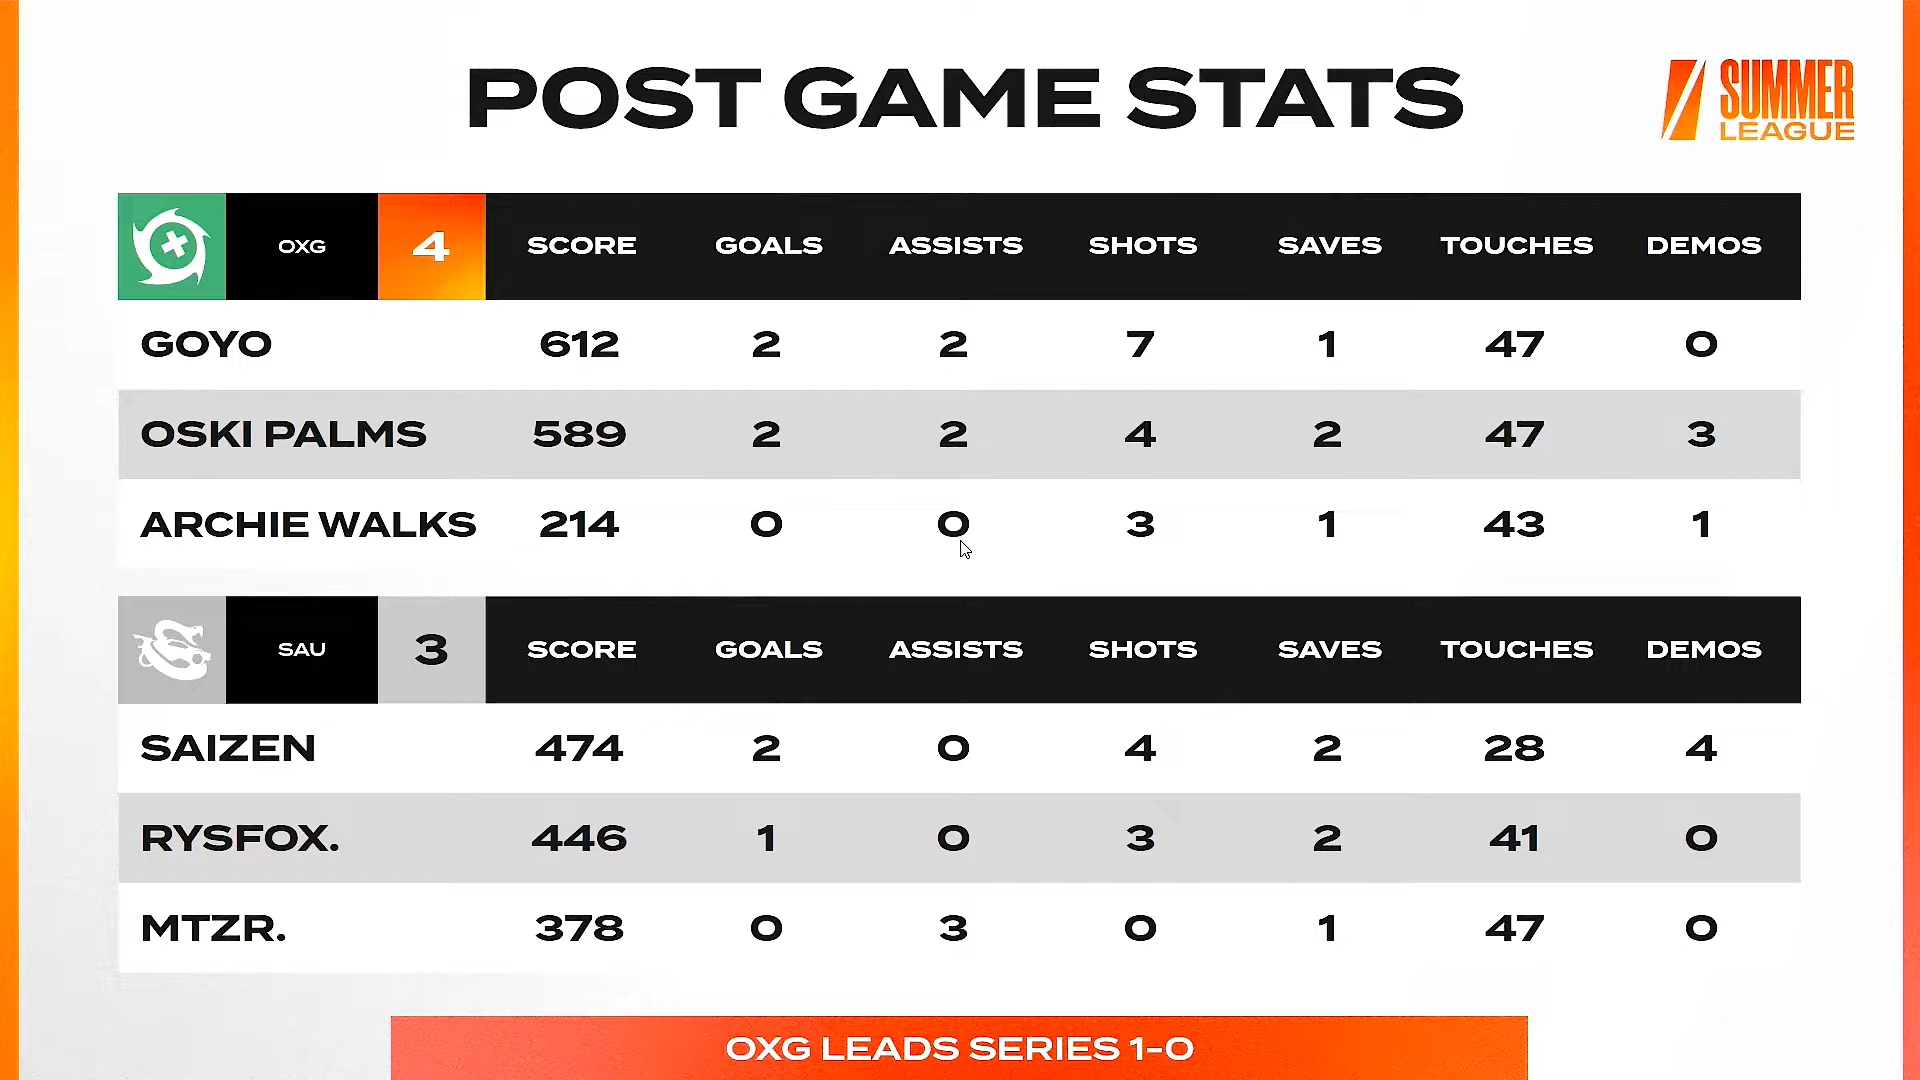 POST GAME STATS
SUMMER
LEAGUE
OXG 4 SCORE GOALS ASSISTS SHOTS SAVES TOUCHES DEMOS
GOYO 612 2 2 7 1 47 0
OSKI PALMS 589 2 2 4 2 47 3
ARCHIE WALKS 214 0 0 3 1 43 1
SAU 3 SCORE GOALS ASSISTS SHOTS SAVES TOUCHES DEMOS
SAIZEN 474 2 0 4 2 28 4
RYSFOX. 446 1 0 3 2 41 0
MTZR. 378 0 3 0 1 47 0
OXG LEADS SERIES 1-0